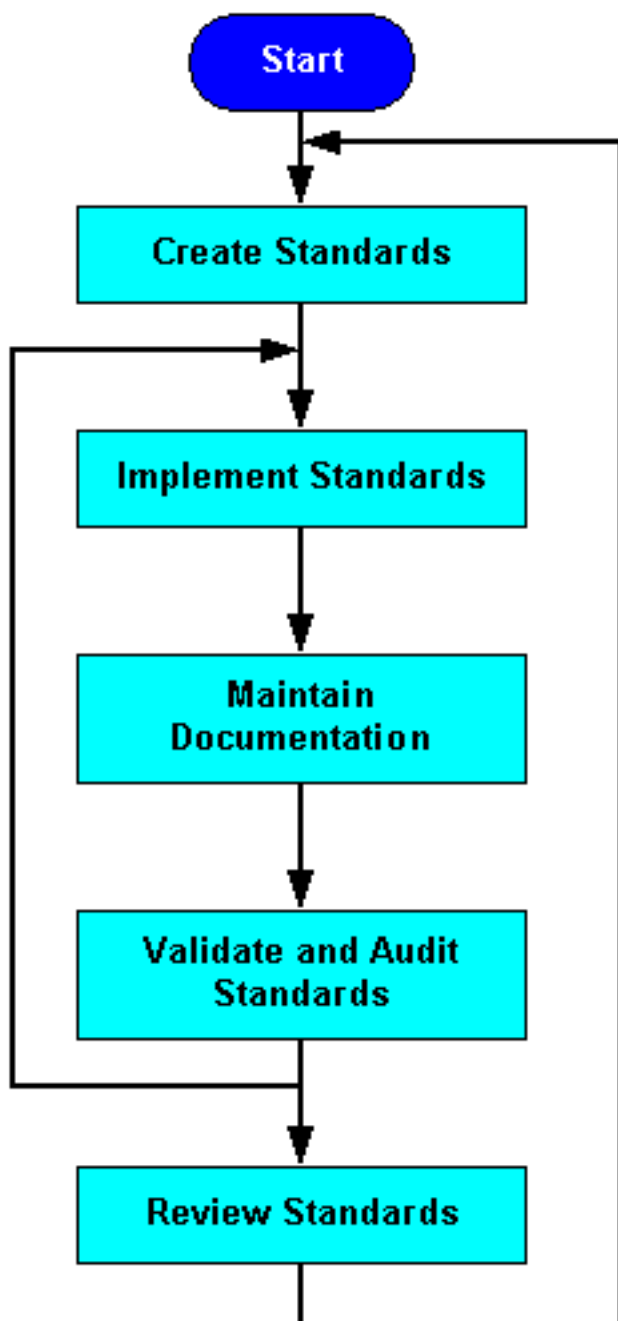 Start
Create Standards
Implement Standards
Maintain
Documentation
Validate and Audit
Standards
Review Standards